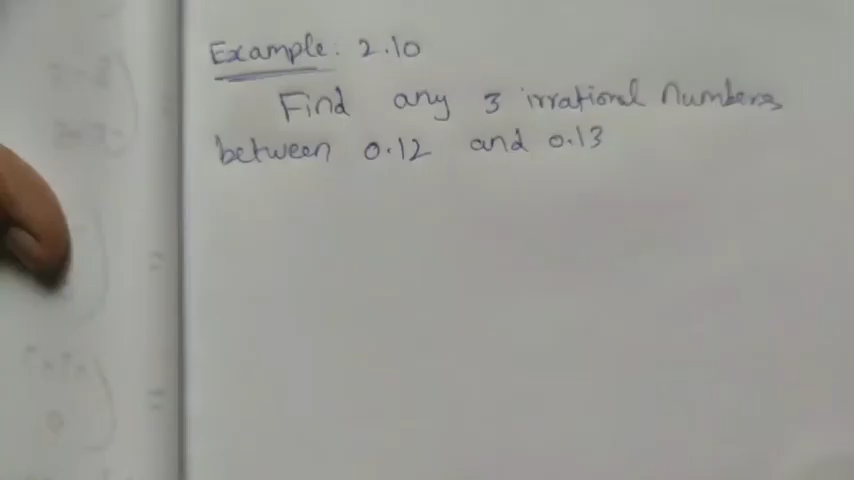 Example: 2.10
Find any 3 irrational numbers
between 0.12 and 0.13